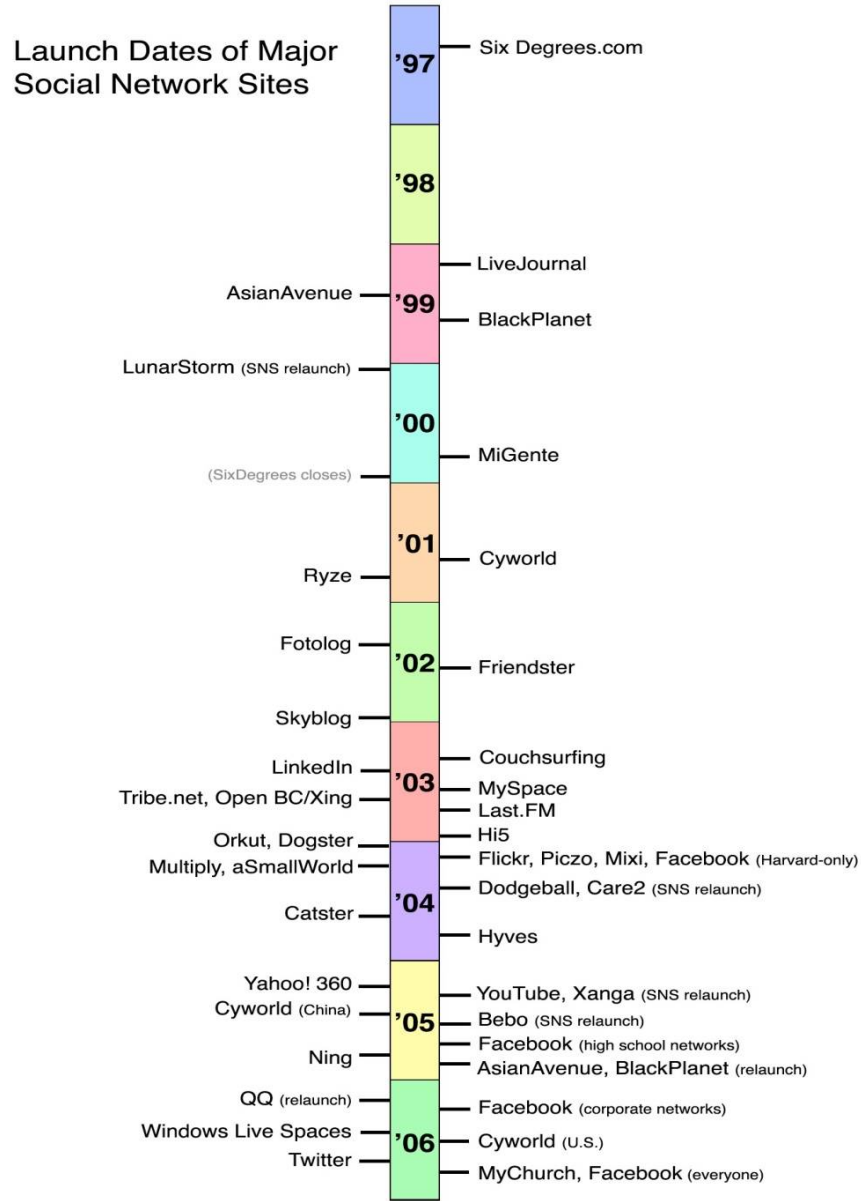 Launch Dates of Major
Social Network Sites
'97
Six Degrees.com
'98
'99
LiveJournal
AsianAvenue
BlackPlanet
'00
LunarStorm (SNS relaunch)
MiGente
(SixDegrees closes)
'01
Cyworld
Ryze
'02
Fotolog
Friendster
Skyblog
'03
Couchsurfing
LinkedIn
MySpace
Tribe.net, Open BC/Xing
Last.FM
Hi5
'04
Orkut, Dogster
Flickr, Piczo, Mixi, Facebook (Harvard-only)
Multiply, aSmallWorld
Dodgeball, Care2 (SNS relaunch)
Catster
Hyves
'05
Yahoo! 360
YouTube, Xanga (SNS relaunch)
Cyworld (China)
Bebo (SNS relaunch)
Facebook (high school networks)
Ning
AsianAvenue, BlackPlanet (relaunch)
'06
QQ (relaunch)
Facebook (corporate networks)
Windows Live Spaces
Cyworld (U.S.)
Twitter
MyChurch, Facebook (everyone)